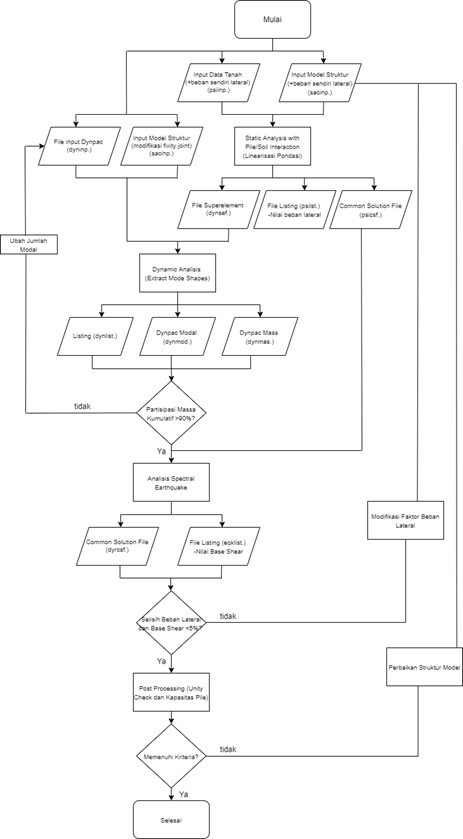 Mulai
Input Data Tanah
(+beban sendiri lateral)
(psiinp.)
Input Model Struktur
(+beban sendiri lateral)
(sacinp.)
File input Dynpac
(dyninp.)
Input Model Struktur
(modifikasi fixity joint)
(sacinp.)
Static Analysis with
Pile/Soil Interaction
(Linearisasi Pondasi)
File Superelement
(dynsef.)
File Listing (psilst.)
-Nilai beban lateral
Common Solution File
(psicsf.)
Ubah Jumlah
Modal
Dynamic Analisis
(Extract Mode Shapes)
Listing (dynlist.)
Dynpac Modal
(dynmod.)
Dynpac Mass
(dynmas.)
Partisipasi Massa
Kumulatif >90%?
tidak
Ya
Analisis Spectral
Earthquake
Modifikasi Faktor Beban
Lateral
Common Solution File
(dyrcsf.)
File Listing (eqklist.)
-Nilai Base Shear
Selisih Beban Lateral
dan Base Shear <5%?
tidak
Ya
Perbaikan Struktur Model
Post Processing (Unity
Check dan Kapasitas Pile)
Memenuhi Kriteria?
tidak
Ya
Selesai